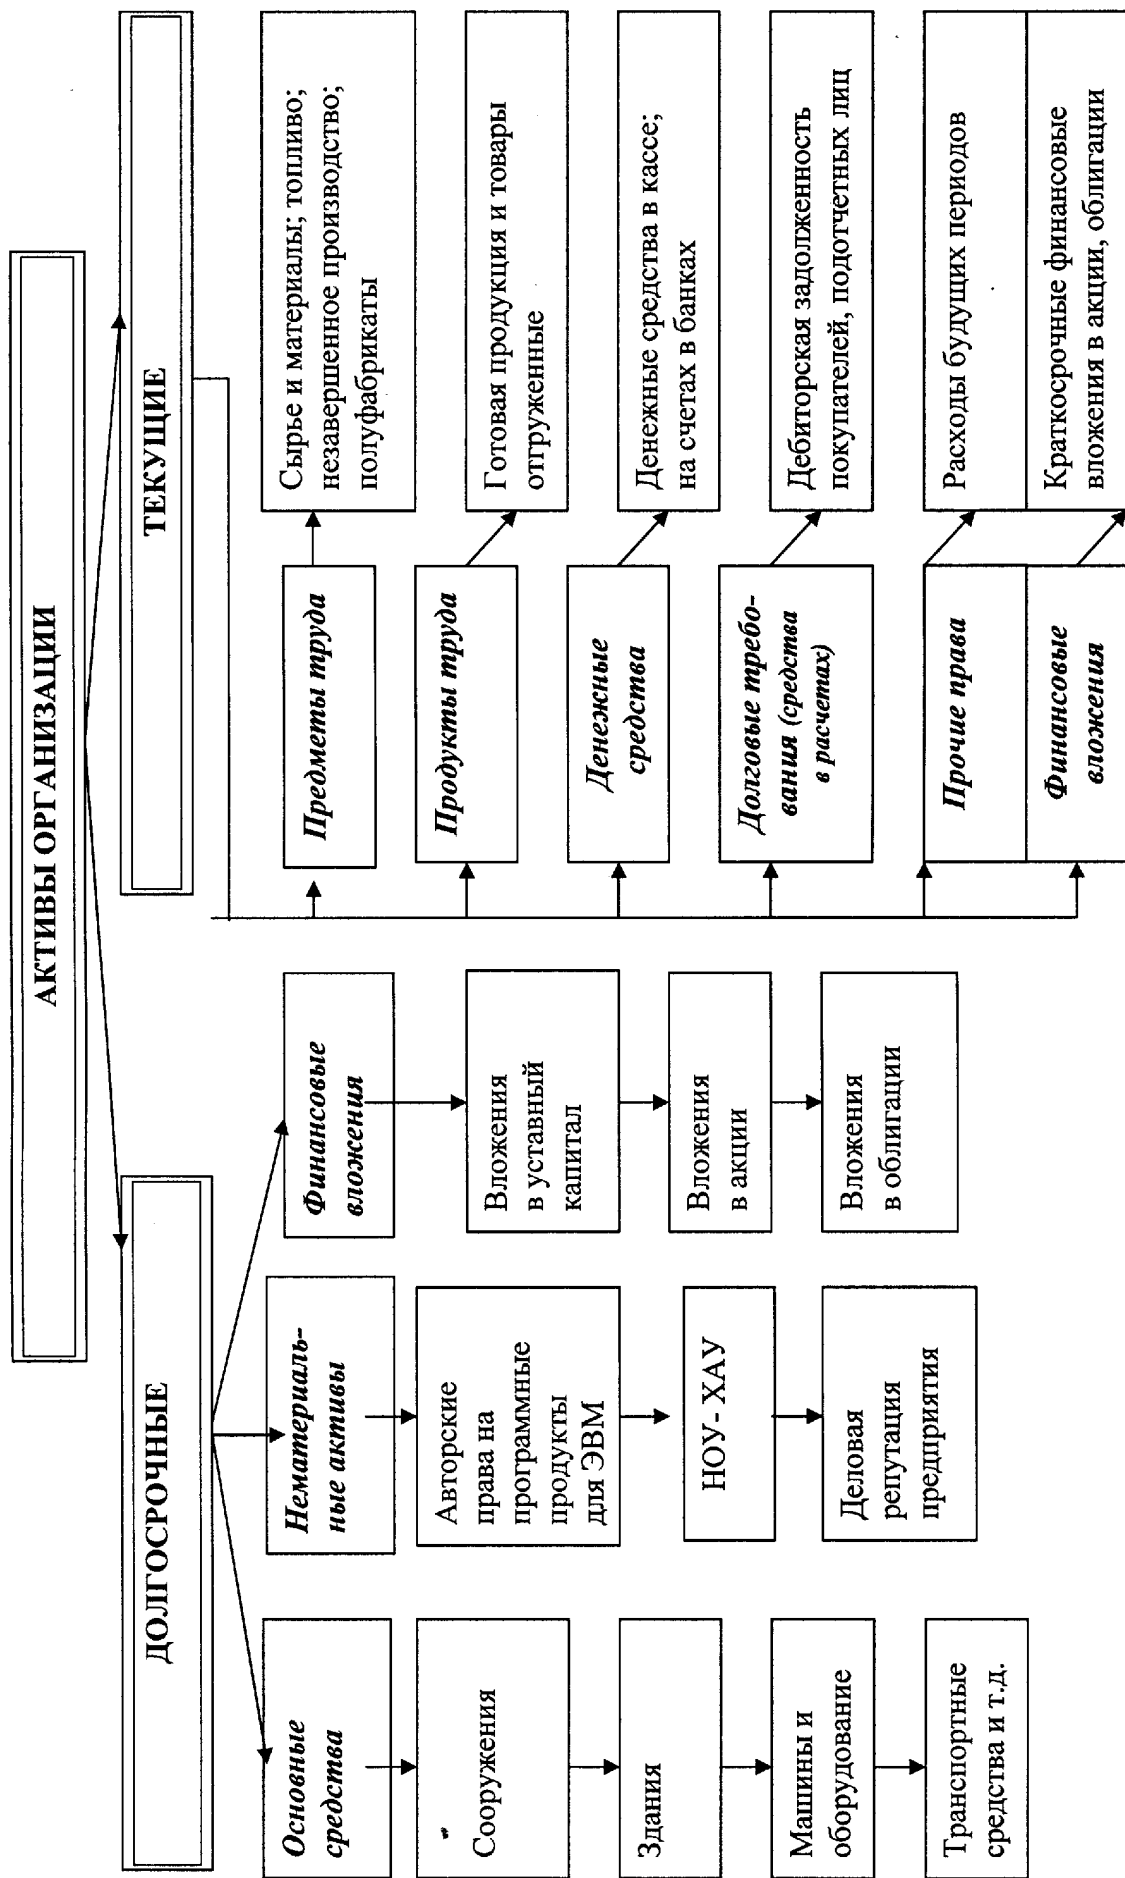 АКТИВЫ ОРГАНИЗАЦИИ
ДОЛГОСРОЧНЫЕ
ТЕКУЩИЕ
Основные
средства
Сооружения
Здания
Машины и
оборудование
Транспортные
средства и т.д.
Нематериаль-
ные активы
Авторские
права на
программные
продукты
для ЭВМ
НОУ- ХАУ
Деловая
репутация
предприятия
Финансовые
вложения
Вложения
в уставный
капитал
Вложения
в акции
Вложения
в облигации
Предметы труда
Сырье и материалы; топливо;
незавершенное производство;
полуфабрикаты
Продукты труда
Готовая продукция и товары
отгруженные
Денежные
средства
Денежные средства в кассе;
на счетах в банках
Долговые требо-
вания (средства
в расчетах)
Дебиторская задолженность
покупателей, подотчетных лиц
Прочие права
Расходы будущих периодов
Финансовые
вложения
Краткосрочные финансовые
вложения в акции, облигации